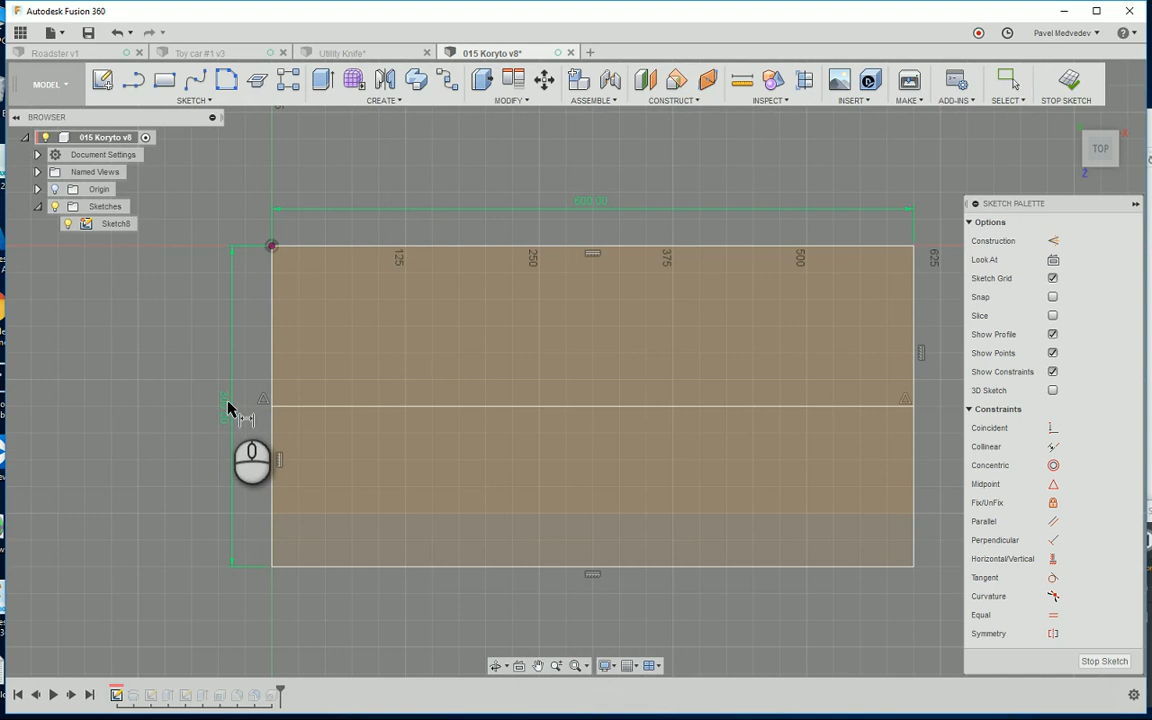 Autodesk Fusion 360
Pavel Medvedev
Roadster v1
Toy car #1 v3
Utility Knife*
015 Koryto v8*
MODEL
SKETCH
CREATE
MODIFY
ASSEMBLE
CONSTRUCT
INSPECT
INSERT
MAKE
ADD-INS
SELECT
STOP SKETCH
BROWSER
015 Koryto v8
Document Settings
Named Views
Origin
Sketches
Sketch8
TOP
X
Z
600.00
125
250
375
500
625
SKETCH PALETTE
Options
Construction
Look At
Sketch Grid
Snap
Slice
Show Profile
Show Points
Show Constraints
3D Sketch
Constraints
Coincident
Collinear
Concentric
Midpoint
Fix/UnFix
Parallel
Perpendicular
Horizontal/Vertical
Tangent
Curvature
Equal
Symmetry
Stop Sketch